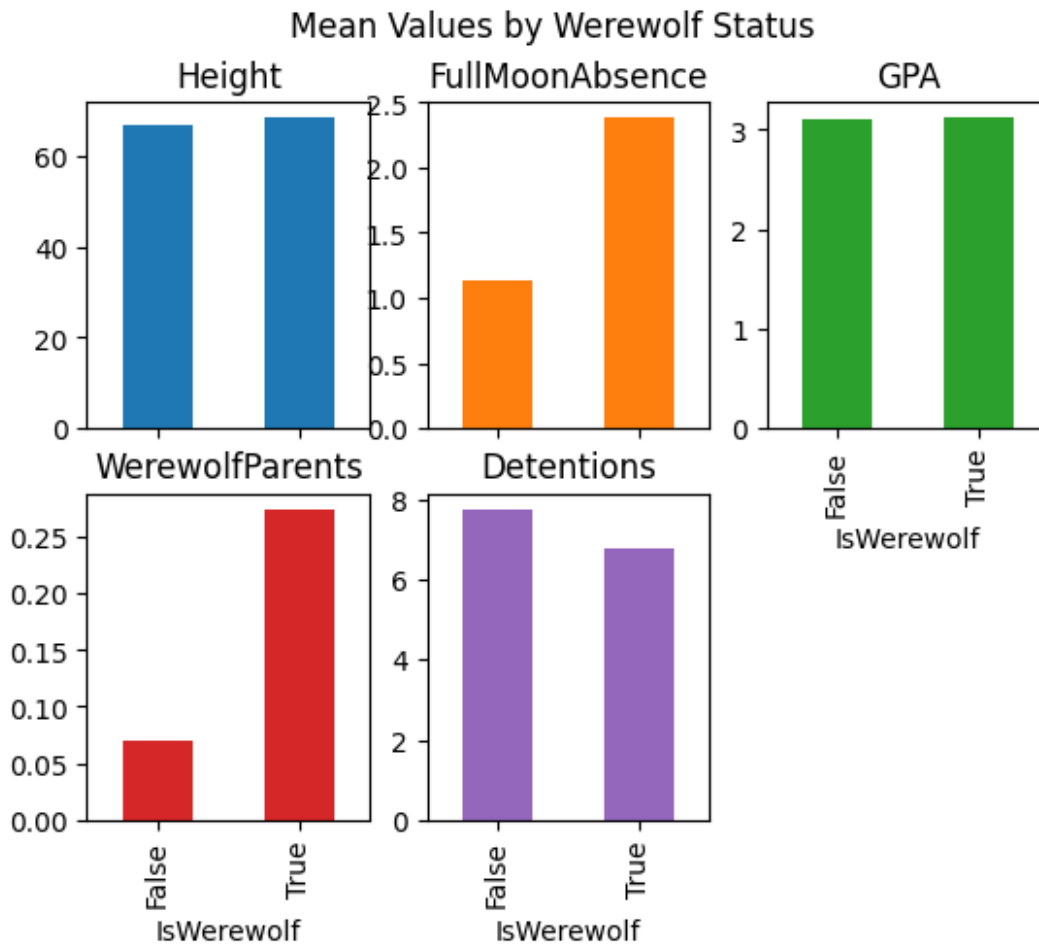 Mean Values by Werewolf Status
Height
60
40
20
0
FullMoonAbsence
2.5
2.0
1.5
1.0
0.5
0.0
GPA
3
2
1
0
False
True
IsWerewolf
WerewolfParents
0.25
0.20
0.15
0.10
0.05
0.00
False
True
IsWerewolf
Detentions
8
6
4
2
0
False
True
IsWerewolf